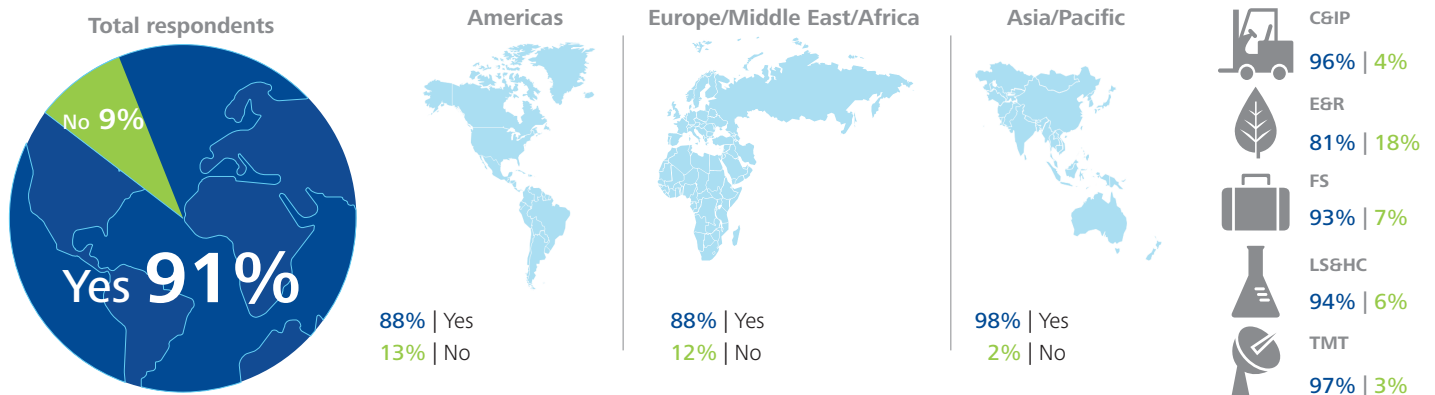 Total respondents
No 9%
Yes 91%
Americas
88% | Yes
13% | No
Europe/Middle East/Africa
88% | Yes
12% | No
Asia/Pacific
98% | Yes
2% | No
C&IP
96% | 4%
E&R
81% | 18%
FS
93% | 7%
LS&HC
94% | 6%
TMT
97% | 3%